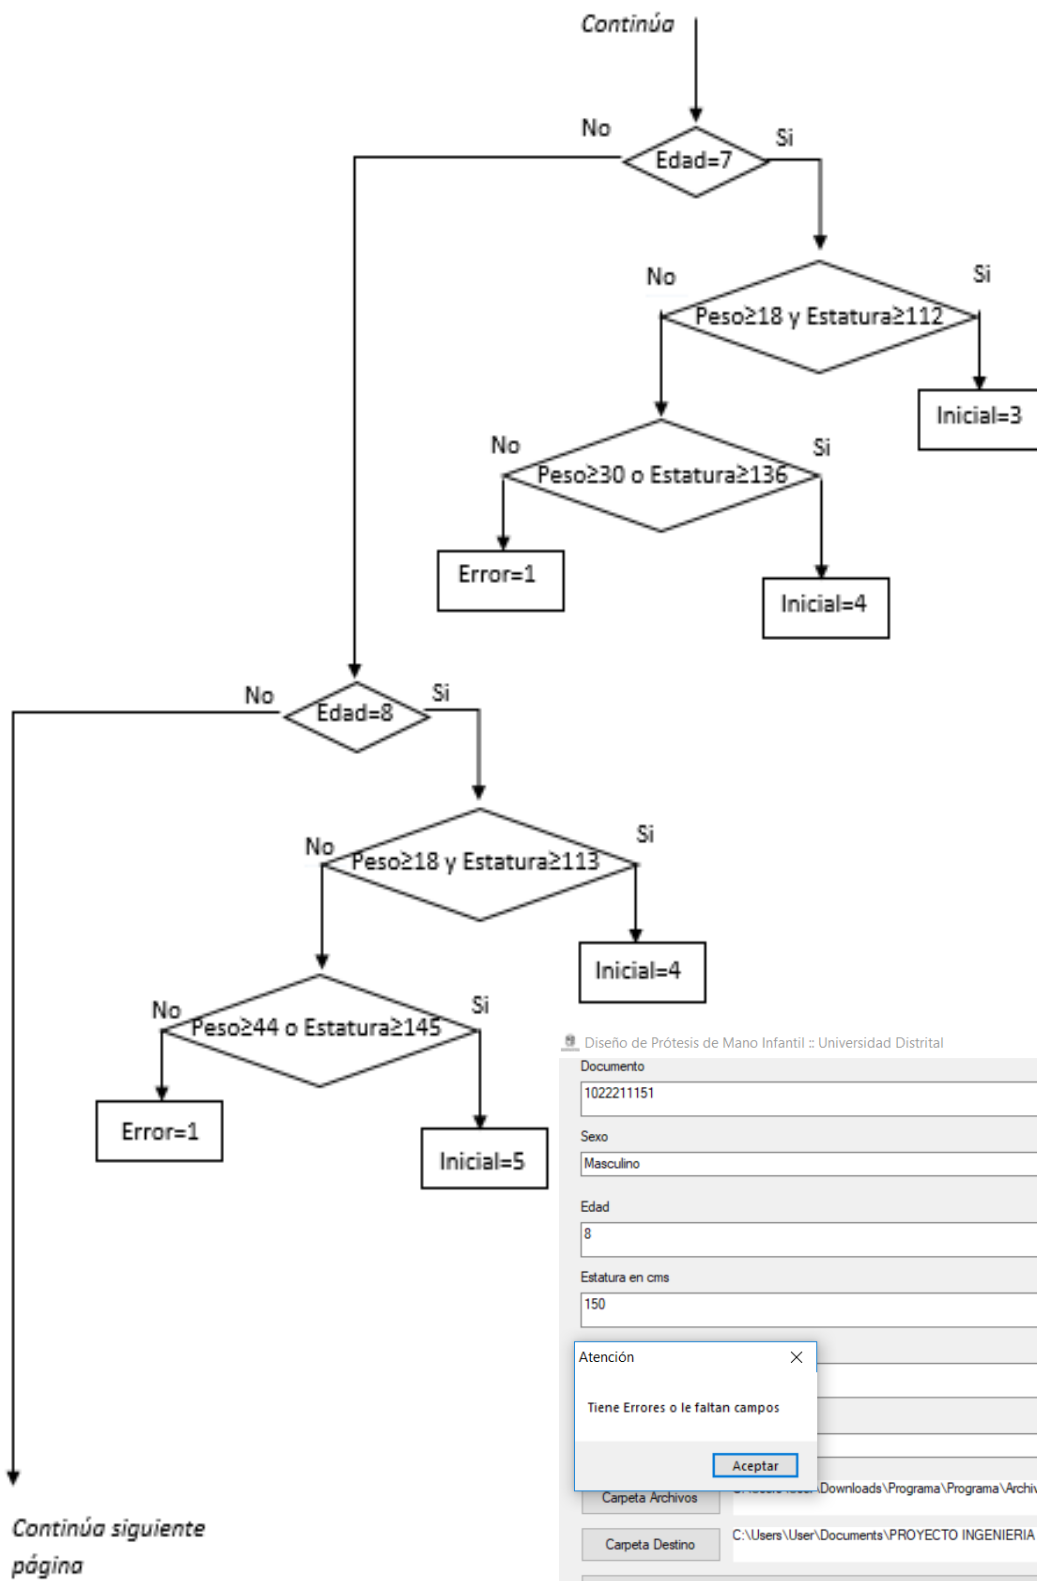 Continúa
No
Si
Edad=7
No
Si
Peso≥18 y Estatura≥112
Inicial=3
No
Si
Peso≥30 o Estatura≥136
Error=1
Inicial=4
No
Si
Edad=8
No
Si
Peso≥18 y Estatura≥113
Inicial=4
No
Si
Peso≥44 o Estatura≥145
Error=1
Inicial=5
Continúa siguiente
página
Diseño de Prótesis de Mano Infantil :: Universidad Distrital
Documento
1022211151
Sexo
Masculino
Edad
8
Estatura en cms
150
Atención
Tiene Errores o le faltan campos
Aceptar
Carpeta Archivos
\Downloads\Programa\Programa\Archiv
Carpeta Destino
C:\Users\User\Documents\PROYECTO INGENIERIA